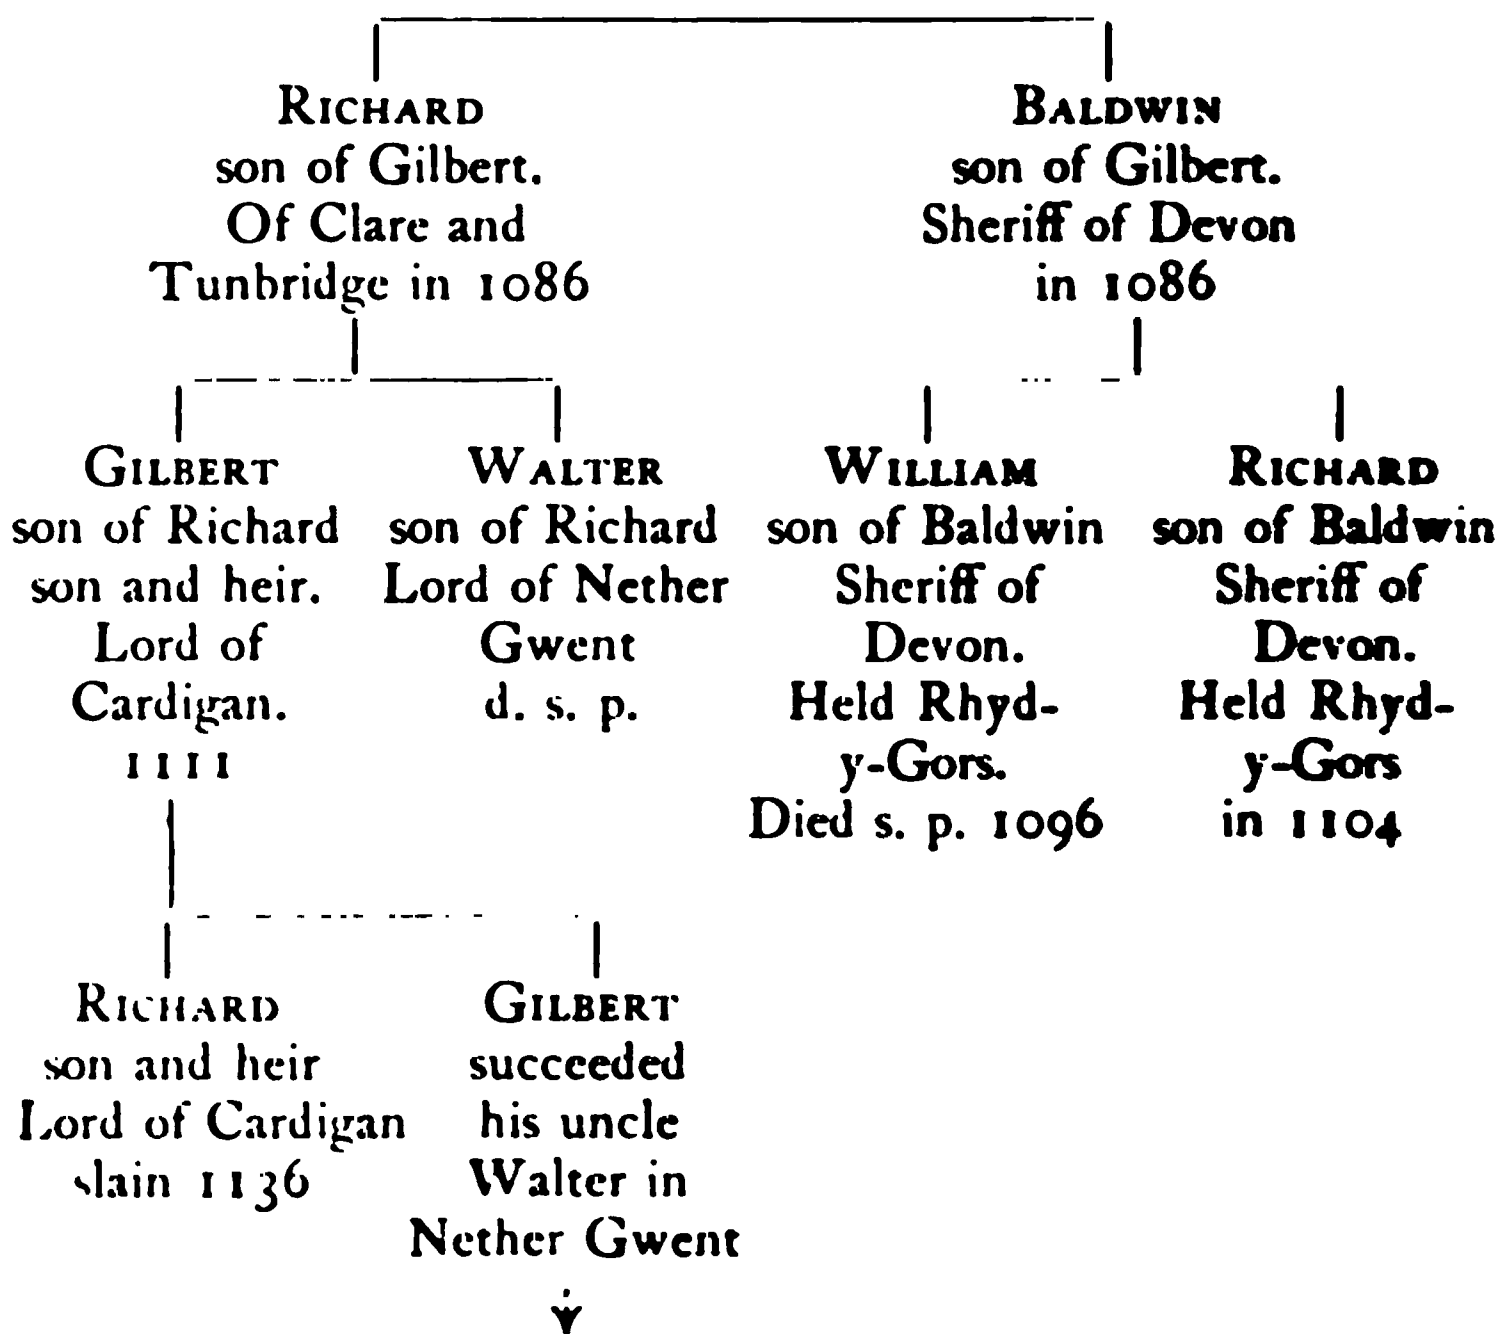 RICHARD
son of Gilbert.
Of Clare and
Tunbridge in 1086
BALDWIN
son of Gilbert.
Sheriff of Devon
in 1086
GILBERT
son of Richard
son and heir.
Lord of
Cardigan.
1111
WALTER
son of Richard
Lord of Nether
Gwent
d. s. p.
WILLIAM
son of Baldwin
Sheriff of
Devon.
Held Rhyd-
y-Gors.
Died s. p. 1096
RICHARD
son of Baldwin
Sheriff of
Devon.
Held Rhyd-
y-Gors
in 1104
RICHARD
son and heir
Lord of Cardigan
slain 1136
GILBERT
succeeded
his uncle
Walter in
Nether Gwent